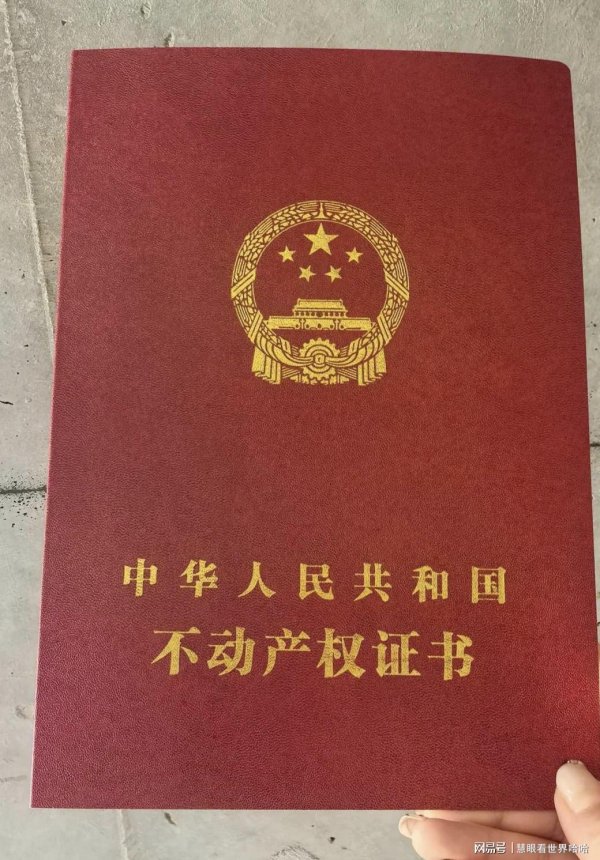 中华人民共和国
不动产权证书
网易号 | 慧眼看世界哈哈